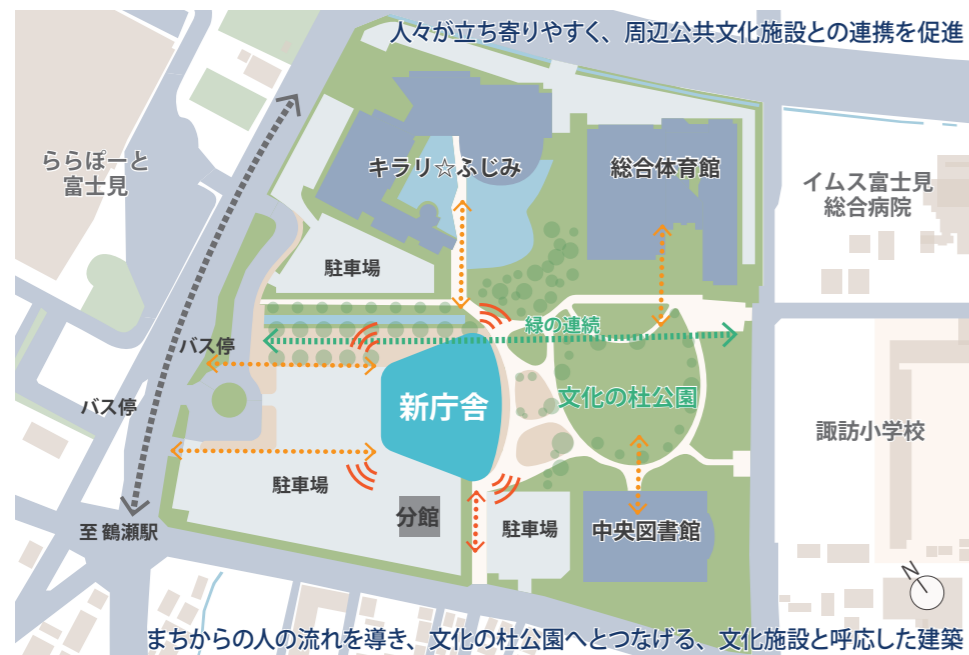 人々が立ち寄りやすく、周辺公共文化施設との連携を促進
ららぽーと
富士見
キラリ☆ふじみ
総合体育館
イムス富士見
総合病院
駐車場
緑の連続
バス停
バス停
新庁舎
文化の杜公園
諏訪小学校
駐車場
分館
駐車場
中央図書館
至 鶴瀬駅
N
まちからの人の流れを導き、文化の杜公園へとつなげる、文化施設と呼応した建築